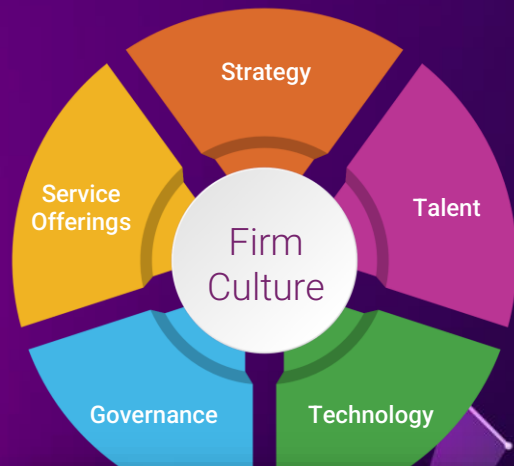 Strategy
Talent
Technology
Governance
Service
Offerings
Firm
Culture